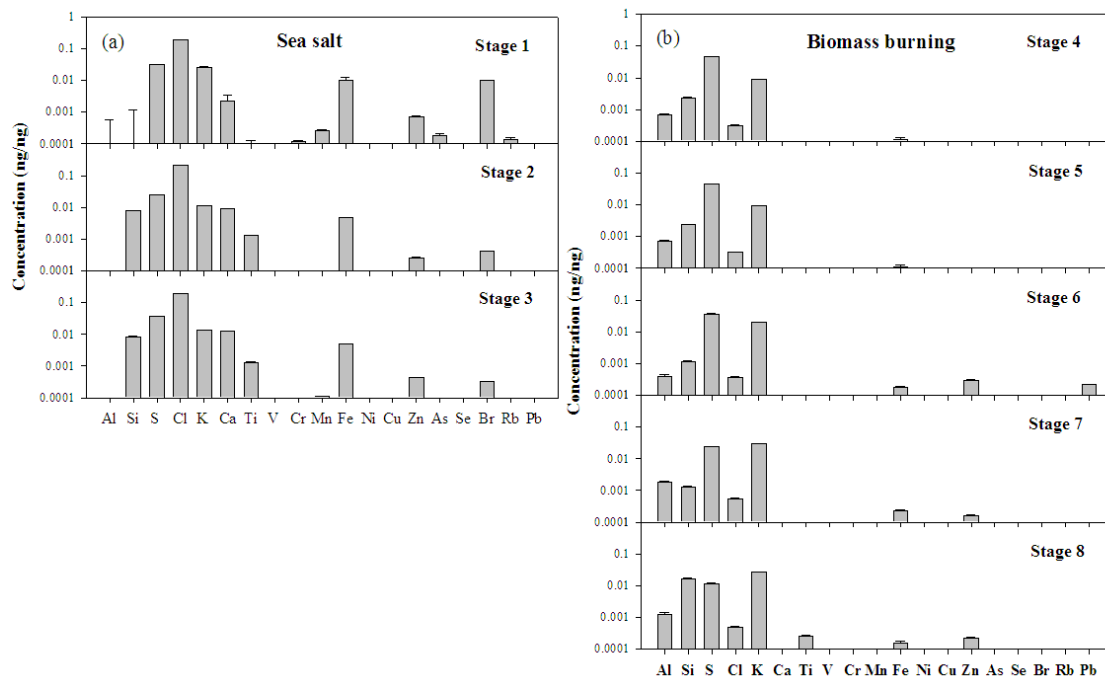 (a)
Sea salt
Stage 1
1
0.1
0.01
0.001
0.0001
Stage 2
0.1
0.01
0.001
0.0001
Stage 3
0.1
0.01
0.001
0.0001
Concentration (ng/ng)
Al Si S Cl K Ca Ti V Cr Mn Fe Ni Cu Zn As Se Br Rb Pb
(b)
Biomass burning
Stage 4
1
0.1
0.01
0.001
0.0001
Stage 5
0.1
0.01
0.001
0.0001
Stage 6
0.1
0.01
0.001
0.0001
Stage 7
0.1
0.01
0.001
0.0001
Stage 8
0.1
0.01
0.001
0.0001
Concentration (ng/ng)
Al Si S Cl K Ca Ti V Cr Mn Fe Ni Cu Zn As Se Br Rb Pb